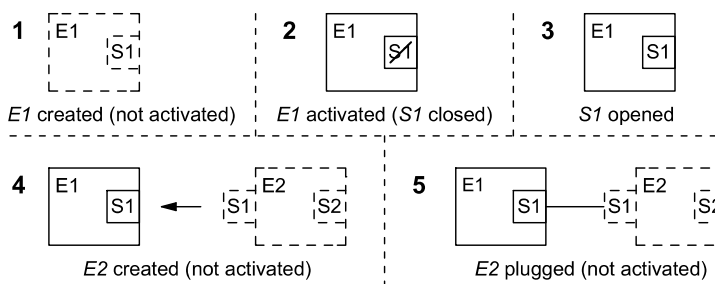 1
E1
S1
E1 created (not activated)
2
E1
S1
E1 activated (S1 closed)
3
E1
S1
S1 opened
4
E1
S1
S1
E2
S2
E2 created (not activated)
5
E1
S1
S1
E2
S2
E2 plugged (not activated)